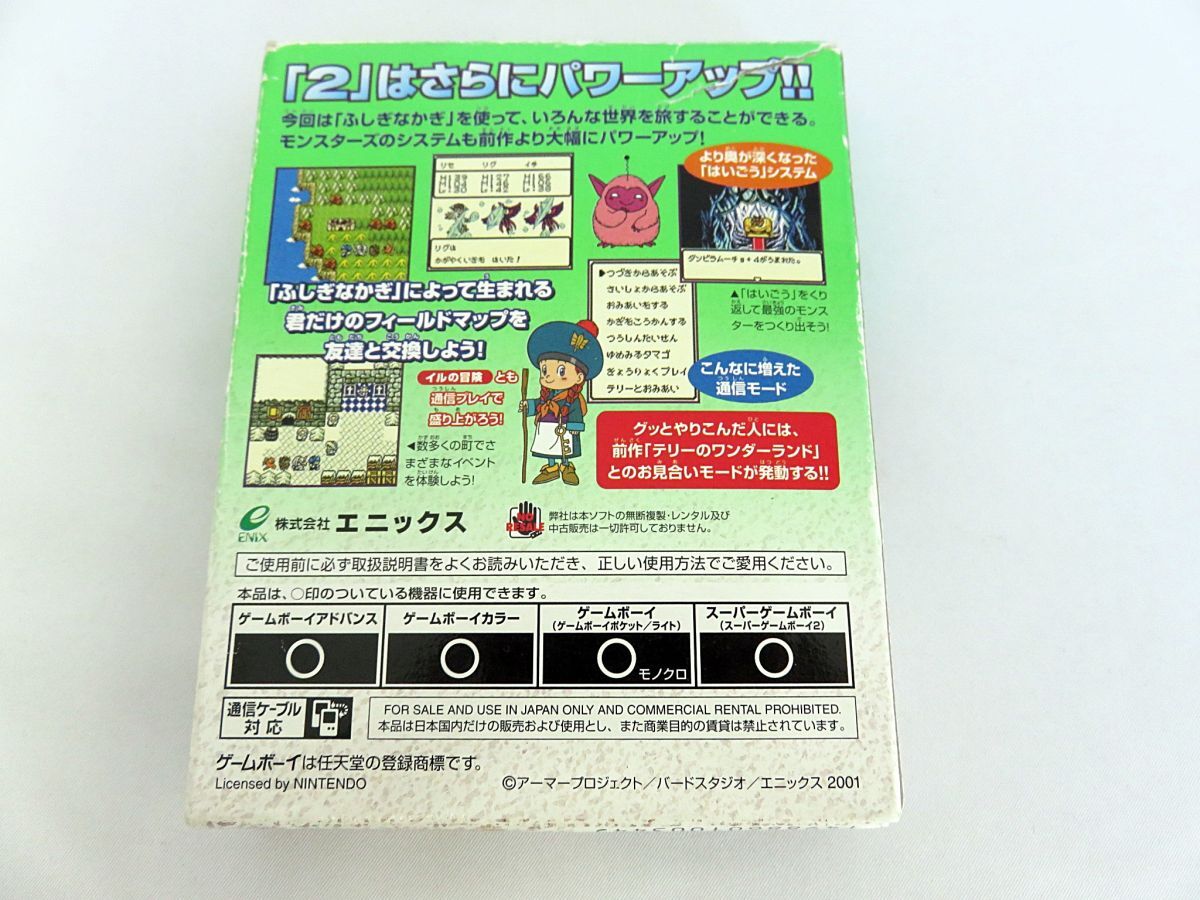 「2」はさらにパワーアップ!!
今回は「ふしぎなかぎ」を使って、いろんな世界を旅することができる。
モンスターズのシステムも前作より大幅にパワーアップ!
リセ リグ イチ
リグは
かがやくいきも はいた!
より奥が深くなった
「はいごう」システム
ダンビラムーチョ♂+4がうまれた。
▲「はいごう」をくり
返して最強のモンス
ターをつくり出そう!
「ふしぎなかぎ」によって生まれる
君だけのフィールドマップを
友達と交換しよう!
▶つづきからあそぶ
さいしょからあそぶ
おみあいをする
かぎをこうかんする
つうしんたいせん
ゆめみるタマゴ
きょうりょくプレイ
テリーとおみあい
こんなに増えた
通信モード
イルの冒険とも
通信プレイで
盛り上がろう!
◀数多くの町でさ
まざまなイベント
を体験しよう!
グッとやりこんだ人には、
前作「テリーのワンダーランド」
とのお見合いモードが発動する!!
ENIX
株式会社 エニックス
NO RESALE
弊社は本ソフトの無断複製・レンタル及び
中古販売は一切許可しておりません。
ご使用前に必ず取扱説明書をよくお読みいただき、正しい使用方法でご愛用ください。
本品は、○印のついている機器に使用できます。
ゲームボーイアドバンス
ゲームボーイカラー
ゲームボーイ
(ゲームボーイポケット/ライト)
スーパーゲームボーイ
(スーパーゲームボーイ2)
○ ○ ○ モノクロ ○
通信ケーブル
対応
FOR SALE AND USE IN JAPAN ONLY AND COMMERCIAL RENTAL PROHIBITED.
本品は日本国内だけの販売および使用とし、また商業目的の賃貸は禁止されています。
ゲームボーイは任天堂の登録商標です。
Licensed by NINTENDO
©アーマープロジェクト/バードスタジオ/エニックス 2001